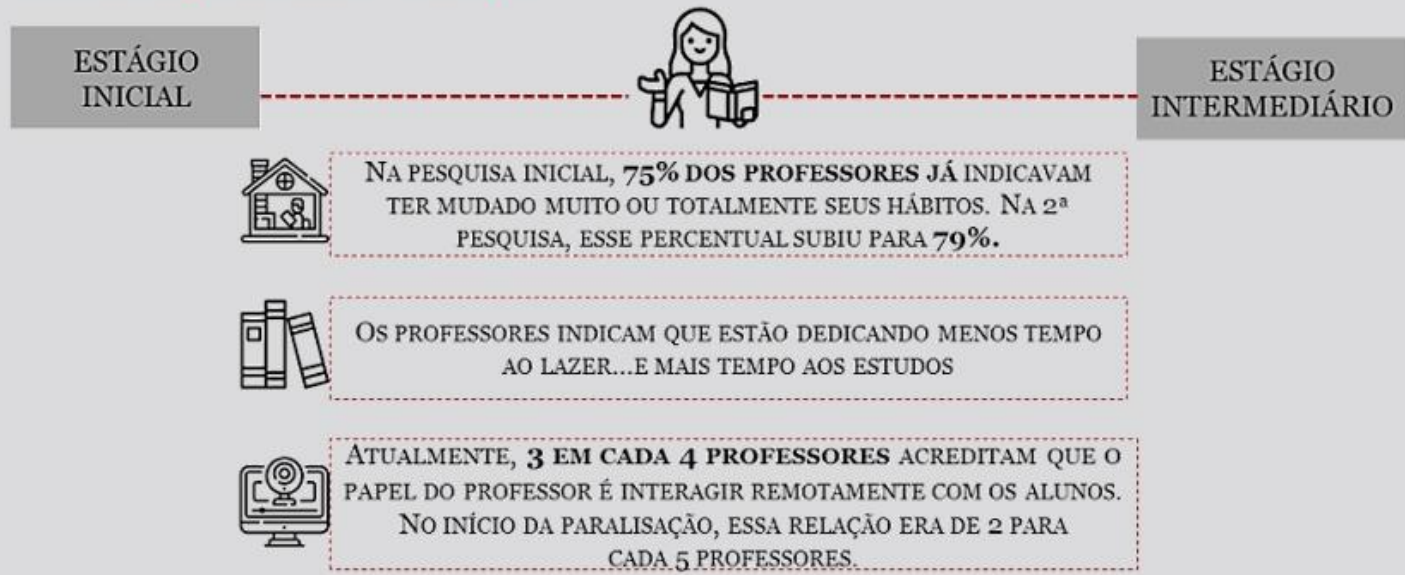 ESTÁGIO
INICIAL
ESTÁGIO
INTERMEDIÁRIO
NA PESQUISA INICIAL, 75% DOS PROFESSORES JÁ INDICAVAM
TER MUDADO MUITO OU TOTALMENTE SEUS HÁBITOS. NA 2ª
PESQUISA, ESSE PERCENTUAL SUBIU PARA 79%.
OS PROFESSORES INDICAM QUE ESTÃO DEDICANDO MENOS TEMPO
AO LAZER...E MAIS TEMPO AOS ESTUDOS
ATUALMENTE, 3 EM CADA 4 PROFESSORES ACREDITAM QUE O
PAPEL DO PROFESSOR É INTERAGIR REMOTAMENTE COM OS ALUNOS.
NO INÍCIO DA PARALISAÇÃO, ESSA RELAÇÃO ERA DE 2 PARA
CADA 5 PROFESSORES.